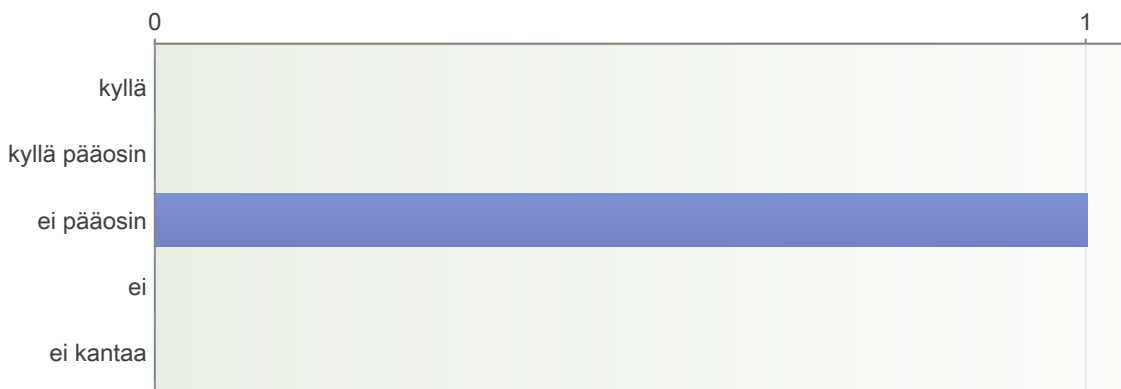 0 1
kyllä
kyllä pääosin
ei pääosin
ei
ei kantaa